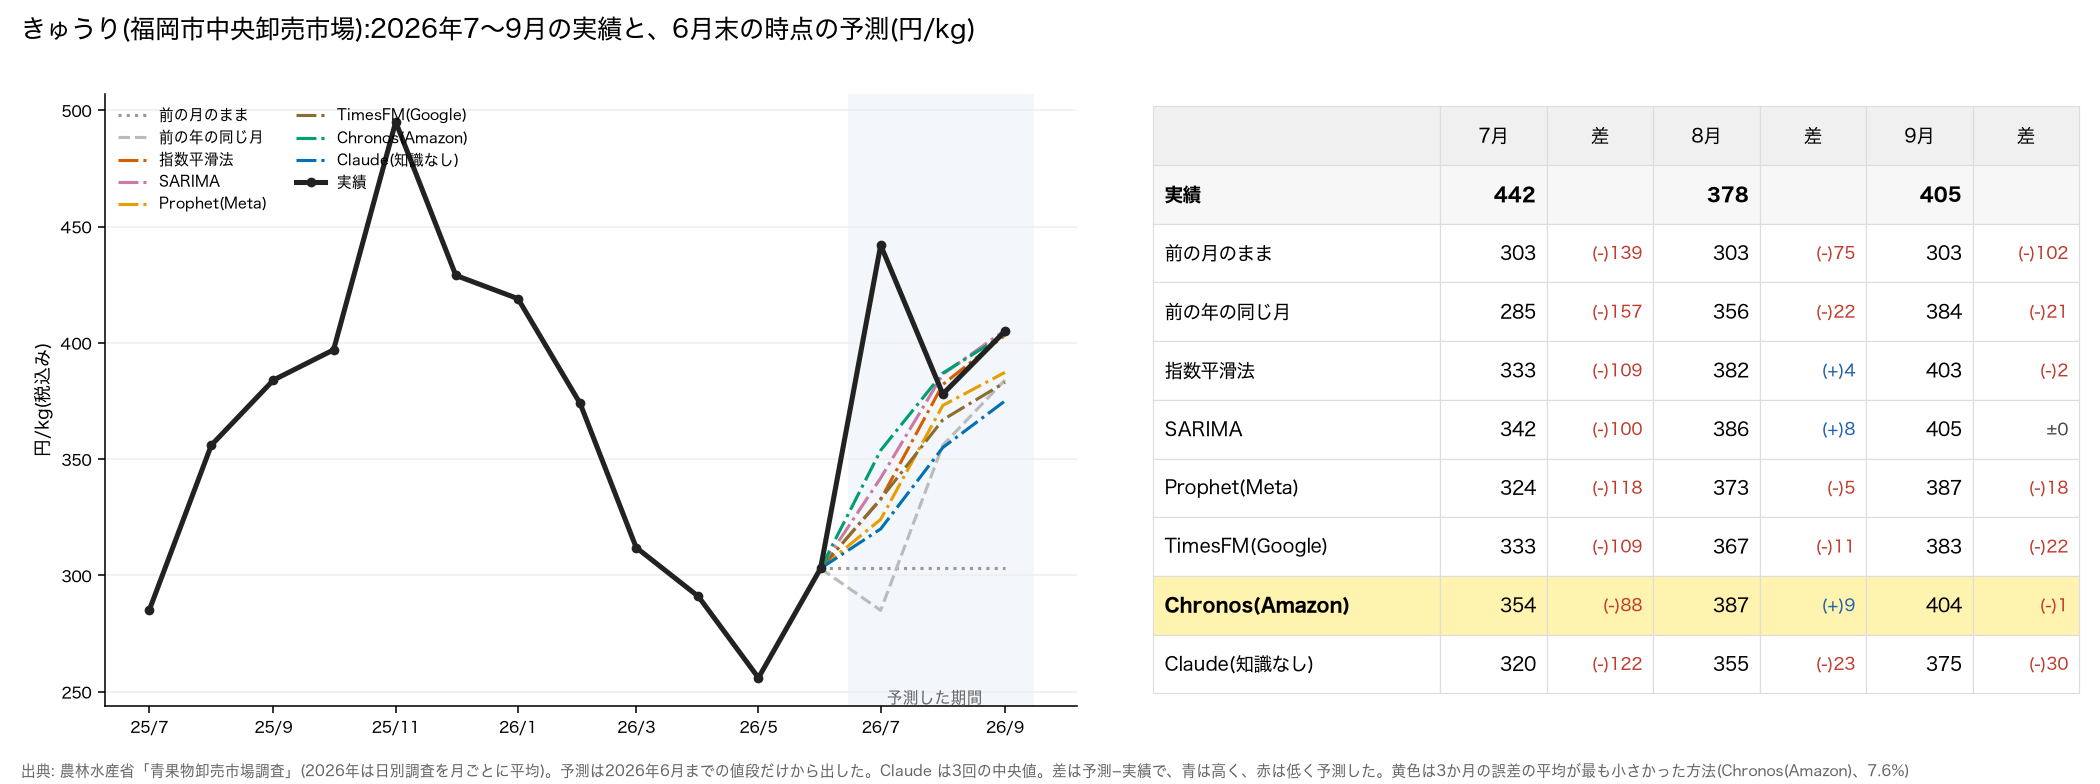 きゅうり(福岡市中央卸売市場):2026年7〜9月の実績と、6月末の時点の予測(円/kg)
円/kg(税込み)
500
450
400
350
300
250
前の月のまま
前の年の同じ月
指数平滑法
SARIMA
Prophet(Meta)
TimesFM(Google)
Chronos(Amazon)
Claude(知識なし)
実績
予測した期間
25/7 25/9 25/11 26/1 26/3 26/5 26/7 26/9
7月 差 8月 差 9月 差
実績 442 378 405
前の月のまま 303 (-)139 303 (-)75 303 (-)102
前の年の同じ月 285 (-)157 356 (-)22 384 (-)21
指数平滑法 333 (-)109 382 (+)4 403 (-)2
SARIMA 342 (-)100 386 (+)8 405 ±0
Prophet(Meta) 324 (-)118 373 (-)5 387 (-)18
TimesFM(Google) 333 (-)109 367 (-)11 383 (-)22
Chronos(Amazon) 354 (-)88 387 (+)9 404 (-)1
Claude(知識なし) 320 (-)122 355 (-)23 375 (-)30
出典: 農林水産省「青果物卸売市場調査」(2026年は日別調査を月ごとに平均)。予測は2026年6月までの値段だけから出した。Claude は3回の中央値。差は予測−実績で、青は高く、赤は低く予測した。黄色は3か月の誤差の平均が最も小さかった方法(Chronos(Amazon)、7.6%)